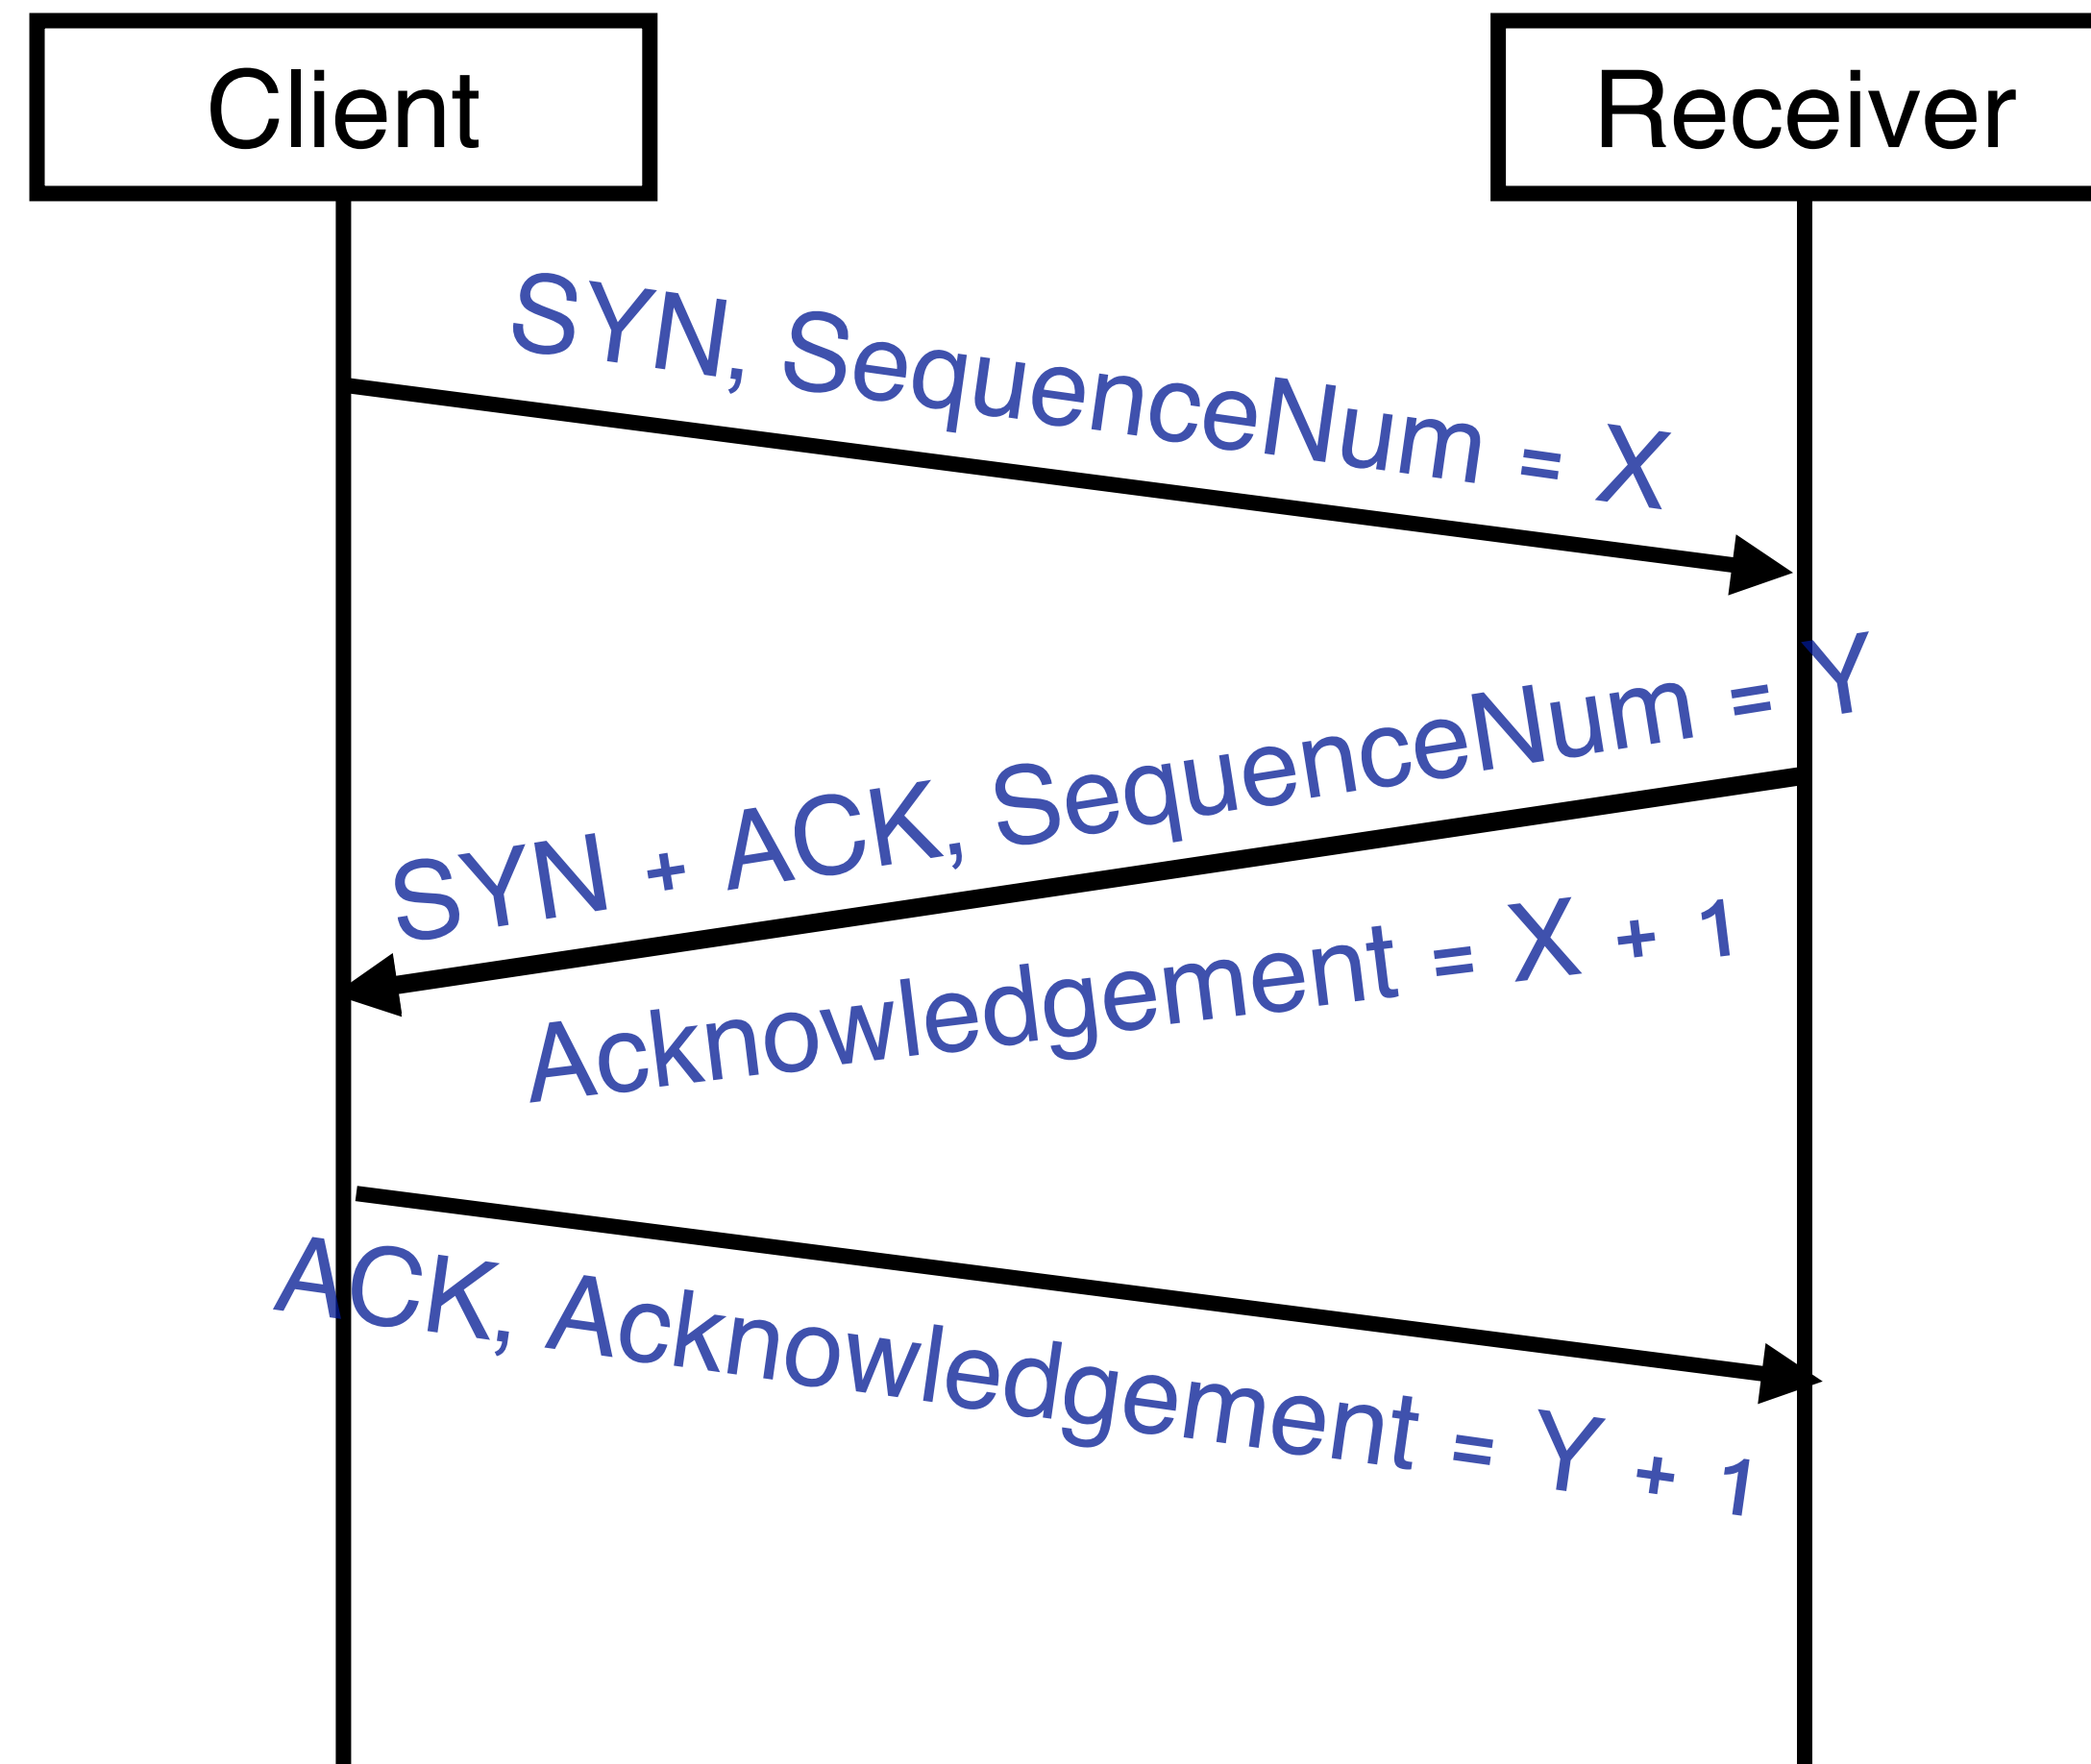 Client
Receiver
SYN, SequenceNum = X
SYN + ACK, SequenceNum = Y
Acknowledgement = X + 1
ACK, Acknowledgement = Y + 1